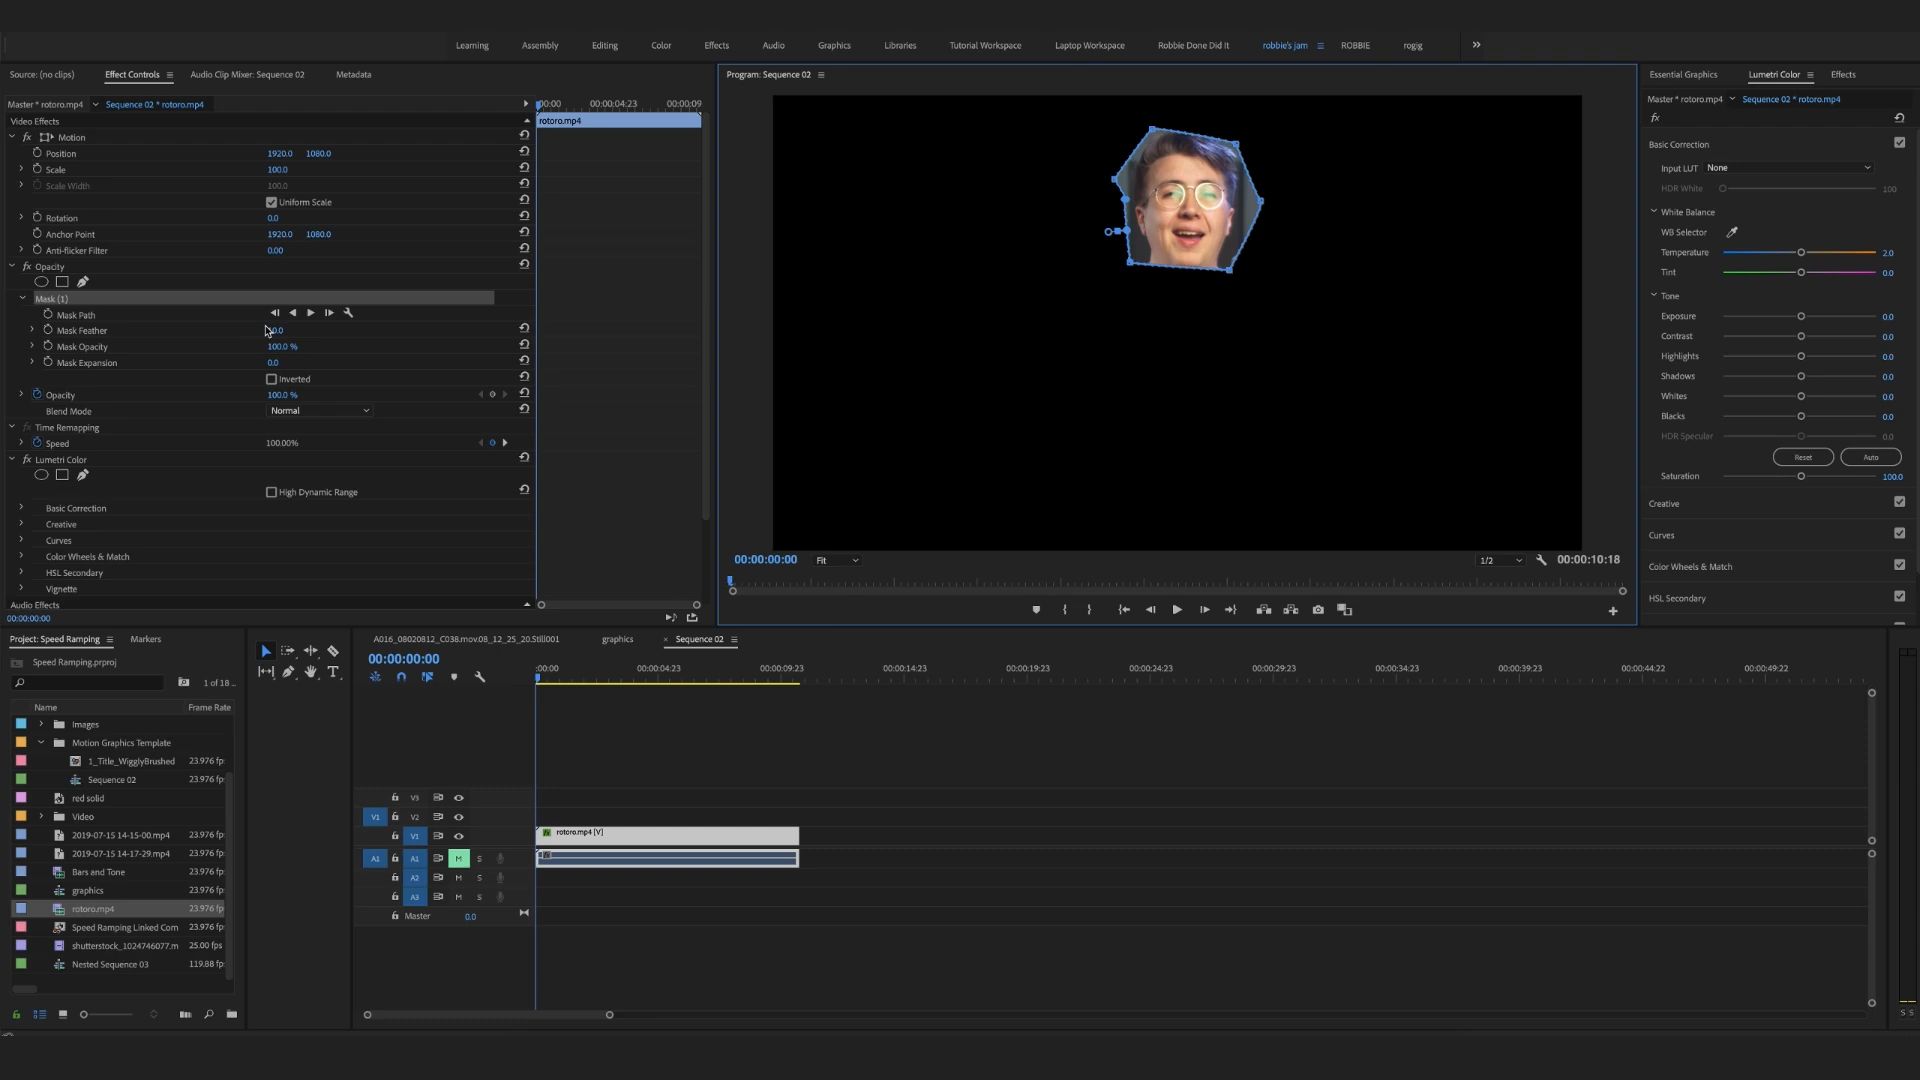 Learning Assembly Editing Color Effects Audio Graphics Libraries Tutorial Workspace Laptop Workspace Robbie Done Did It robbie's jam ROBBIE rogig
Source: (no clips) Effect Controls Audio Clip Mixer: Sequence 02 Metadata
Program: Sequence 02
Essential Graphics Lumetri Color Effects
Master * rotoro.mp4 Sequence 02 * rotoro.mp4
:00:00 00:00:04:23 00:00:09
Master * rotoro.mp4 Sequence 02 * rotoro.mp4
Video Effects
rotoro.mp4
fx Motion
fx
Position 1920.0 1080.0
Scale 100.0
Scale Width 100.0
Uniform Scale
Rotation 0.0
Anchor Point 1920.0 1080.0
Anti-flicker Filter 0.00
fx Opacity
Mask (1)
Mask Path
Mask Feather
Mask Opacity 100.0 %
Mask Expansion 0.0
Inverted
Opacity 100.0 %
Blend Mode Normal
fx Time Remapping
Speed 100.00%
fx Lumetri Color
High Dynamic Range
Basic Correction
Creative
Curves
Color Wheels & Match
HSL Secondary
Vignette
Audio Effects
00:00:00:00
00:00:00:00 Fit 1/2 00:00:10:18
Basic Correction
Input LUT None
HDR White 100
White Balance
WB Selector
Temperature 2.0
Tint 0.0
Tone
Exposure 0.0
Contrast 0.0
Highlights 0.0
Shadows 0.0
Whites 0.0
Blacks 0.0
HDR Specular 0.0
Reset Auto
Saturation 100.0
Creative
Curves
Color Wheels & Match
HSL Secondary
Project: Speed Ramping Markers
Speed Ramping.prproj
1 of 18 ...
Name Frame Rate
Images
Motion Graphics Template
1_Title_WigglyBrushed 23.976 fp
Sequence 02 23.976 fp
red solid
Video
2019-07-15 14-15-00.mp4 23.976 fp
2019-07-15 14-17-29.mp4 23.976 fp
Bars and Tone 23.976 fp
graphics 23.976 fp
rotoro.mp4 23.976 fp
Speed Ramping Linked Com 23.976 fp
shutterstock_1024746077.m 25.00 fps
Nested Sequence 03 119.88 fp
A016_08020812_C038.mov.08_12_25_20.Still001 graphics × Sequence 02
00:00:00:00
:00:00 00:00:04:23 00:00:09:23 00:00:14:23 00:00:19:23 00:00:24:23 00:00:29:23 00:00:34:23 00:00:39:23 00:00:44:22 00:00:49:22
V3
V1 V2
V1
rotoro.mp4 [V]
A1 A1 M S
A2 M S
A3 M S
Master 0.0
S S